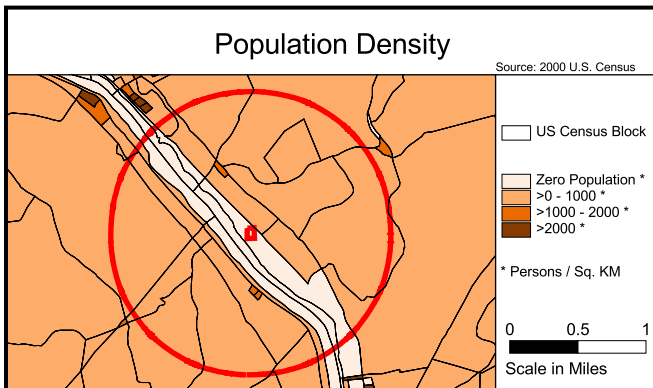 Population Density
Source: 2000 U.S. Census
US Census Block
Zero Population *
>0 - 1000 *
>1000 - 2000 *
>2000 *
* Persons / Sq. KM
0 0.5 1
Scale in Miles